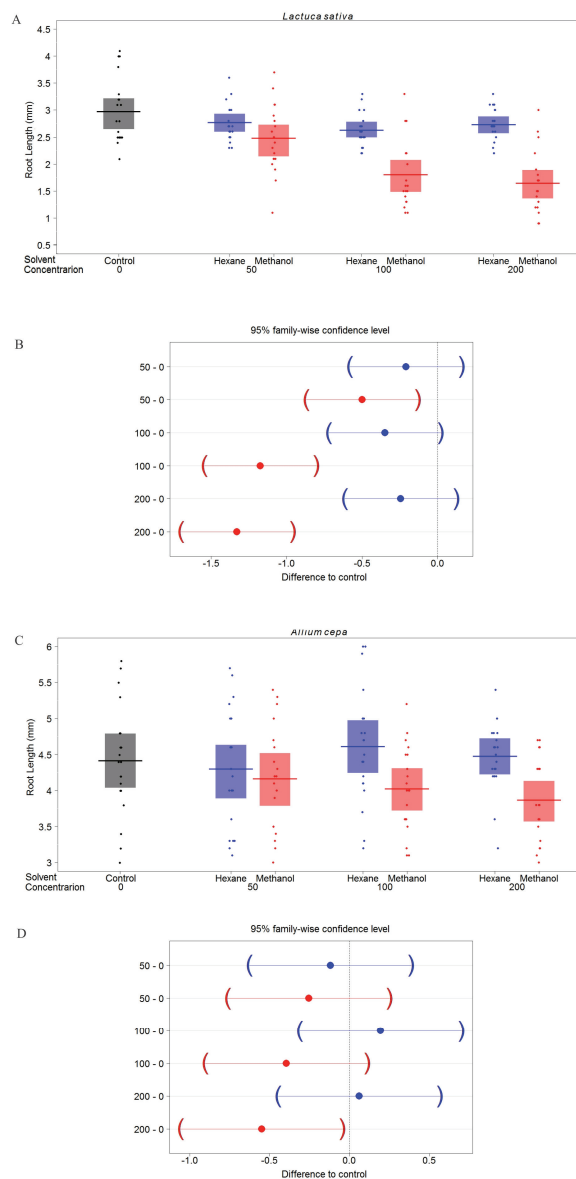 A
Lactuca sativa
4.5
4
3.5
3
2.5
2
1.5
1
0.5
Root Length (mm)
Solvent Control Hexane Methanol Hexane Methanol Hexane Methanol
Concentrarion 0 50 100 200
95% family-wise confidence level
B
50 - 0
50 - 0
100 - 0
100 - 0
200 - 0
200 - 0
-1.5 -1.0 -0.5 0.0
Difference to control
C
Allium cepa
6
5.5
5
4.5
4
3.5
3
Root Length (mm)
Solvent Control Hexane Methanol Hexane Methanol Hexane Methanol
Concentrarion 0 50 100 200
D
95% family-wise confidence level
50 - 0
50 - 0
100 - 0
100 - 0
200 - 0
200 - 0
-1.0 -0.5 0.0 0.5
Difference to control